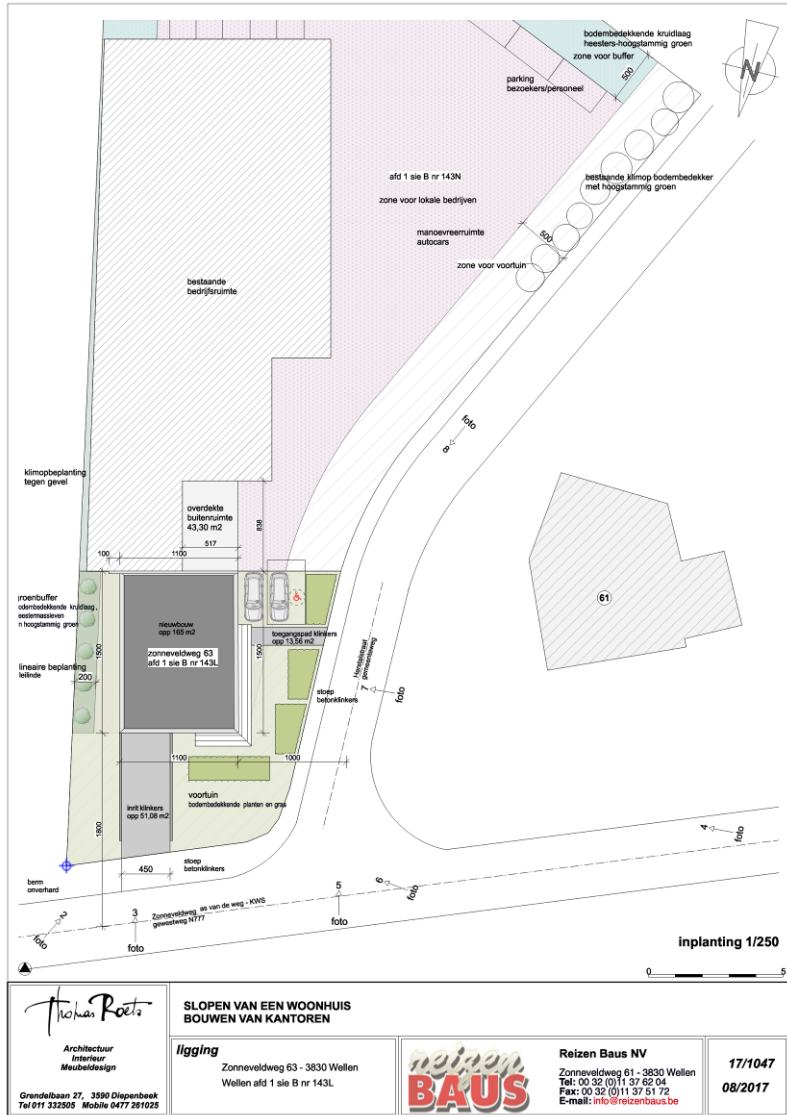 bodembedekkende kruidlaag
heesters-hoogstammig groen
zone voor buffer
500
N
parking
bezoekers/personeel
afd 1 sie B nr 143N
zone voor lokale bedrijven
manoevreerruimte
autocars
bestaande klimop bodembedekker
met hoogstammig groen
500
zone voor voortuin
bestaande
bedrijfsruimte
foto
8
klimopbeplanting
tegen gevel
overdekte
buitenruimte
43,30 m2
838
517
100
1100
61
groenbuffer
bodembedekkende kruidlaag,
heestermassieven
n hoogstammig groen
nieuwbouw
opp 165 m2
toegangspad klinkers
opp 13,56 m2
zonneveldweg 63
afd 1 sie B nr 143L
1500
1500
lineaire beplanting
leilinde
200
Herestalstraat
gemeenteweg
stoep
betonklinkers
7
foto
1100
1000
voortuin
bodembedekkende planten en gras
inrit klinkers
opp 51,08 m2
1800
450
stoep
betonklinkers
berm
onverhard
4
foto
5
6
foto
foto
2
foto
3
foto
Zonneveldweg as van de weg - KWS
gewestweg N777
inplanting 1/250
0
5
Thomas Roets
Architectuur
Interieur
Meubeldesign
Grendelbaan 27, 3590 Diepenbeek
Tel 011 332505 Mobile 0477 261025
SLOPEN VAN EEN WOONHUIS
BOUWEN VAN KANTOREN
ligging
Zonneveldweg 63 - 3830 Wellen
Wellen afd 1 sie B nr 143L
reizen
BAUS
Reizen Baus NV
Zonneveldweg 61 - 3830 Wellen
Tel: 00 32 (0)11 37 62 04
Fax: 00 32 (0)11 37 51 72
E-mail: info@reizenbaus.be
17/1047
08/2017